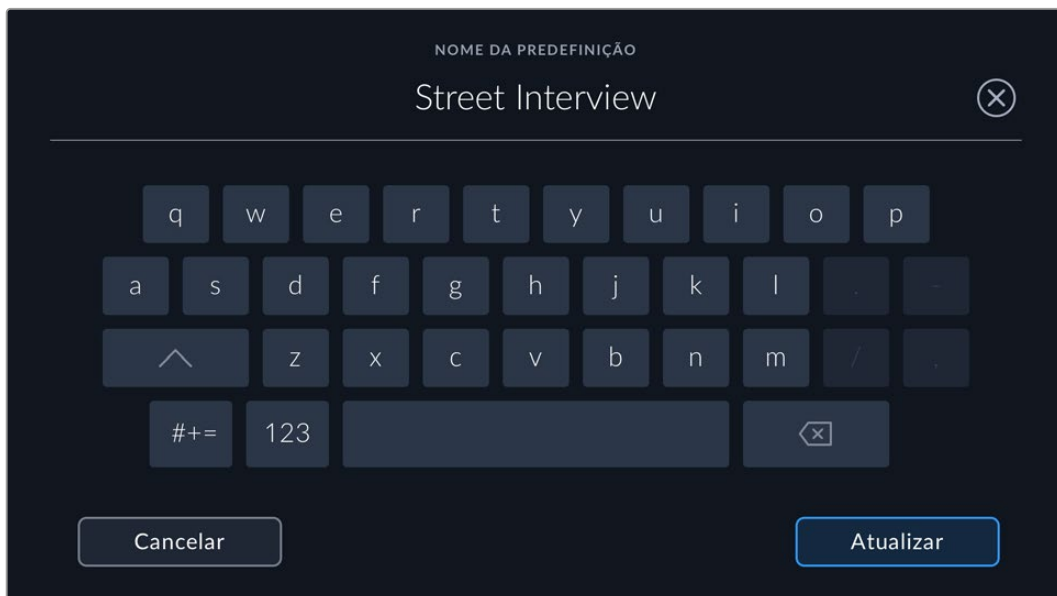 NOME DA PREDEFINIÇÃO
Street Interview
q w e r t y u i o p
a s d f g h j k l . -
z x c v b n m / ,
#+= 123
Cancelar Atualizar